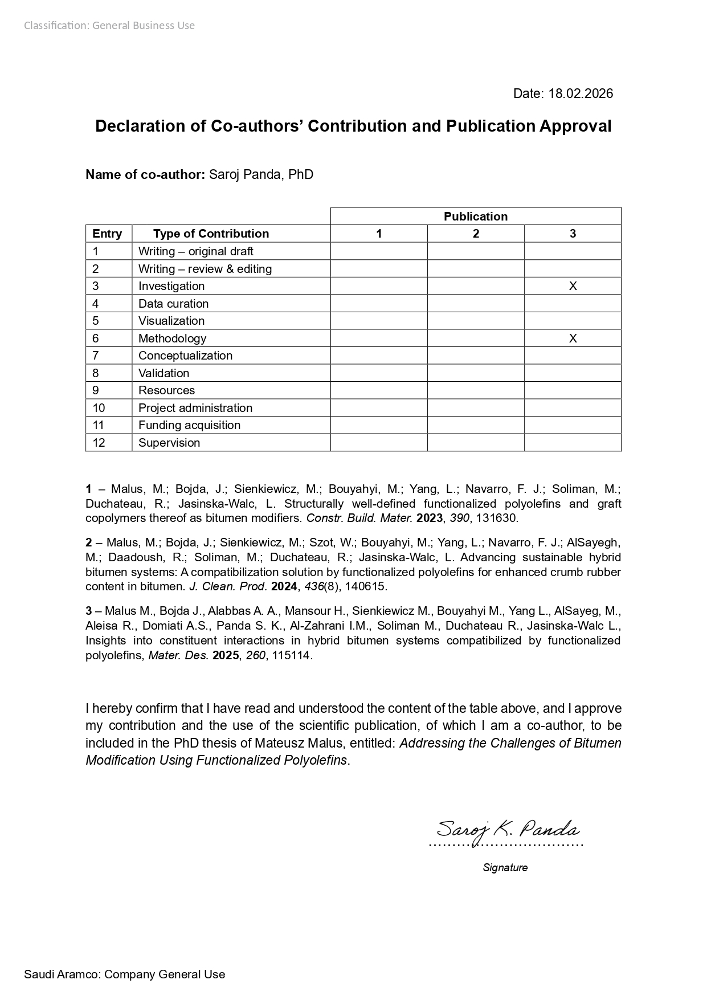 Classification: General Business Use
Date: 18.02.2026
Declaration of Co-authors’ Contribution and Publication Approval
Name of co-author: Saroj Panda, PhD
Publication
Entry Type of Contribution 1 2 3
1 Writing – original draft
2 Writing – review & editing
3 Investigation X
4 Data curation
5 Visualization
6 Methodology X
7 Conceptualization
8 Validation
9 Resources
10 Project administration
11 Funding acquisition
12 Supervision
1 – Malus, M.; Bojda, J.; Sienkiewicz, M.; Bouyahyi, M.; Yang, L.; Navarro, F. J.; Soliman, M.;
Duchateau, R.; Jasinska-Walc, L. Structurally well-defined functionalized polyolefins and graft
copolymers thereof as bitumen modifiers. Constr. Build. Mater. 2023, 390, 131630.
2 – Malus, M.; Bojda, J.; Sienkiewicz, M.; Szot, W.; Bouyahyi, M.; Yang, L.; Navarro, F. J.; AlSayegh,
M.; Daadoush, R.; Soliman, M.; Duchateau, R.; Jasinska-Walc, L. Advancing sustainable hybrid
bitumen systems: A compatibilization solution by functionalized polyolefins for enhanced crumb rubber
content in bitumen. J. Clean. Prod. 2024, 436(8), 140615.
3 – Malus M., Bojda J., Alabbas A. A., Mansour H., Sienkiewicz M., Bouyahyi M., Yang L., AlSayeg, M.,
Aleisa R., Domiati A.S., Panda S. K., Al-Zahrani I.M., Soliman M., Duchateau R., Jasinska-Walc L.,
Insights into constituent interactions in hybrid bitumen systems compatibilized by functionalized
polyolefins, Mater. Des. 2025, 260, 115114.
I hereby confirm that I have read and understood the content of the table above, and I approve
my contribution and the use of the scientific publication, of which I am a co-author, to be
included in the PhD thesis of Mateusz Malus, entitled: Addressing the Challenges of Bitumen
Modification Using Functionalized Polyolefins.
Saroj K. Panda
.................................
Signature
Saudi Aramco: Company General Use